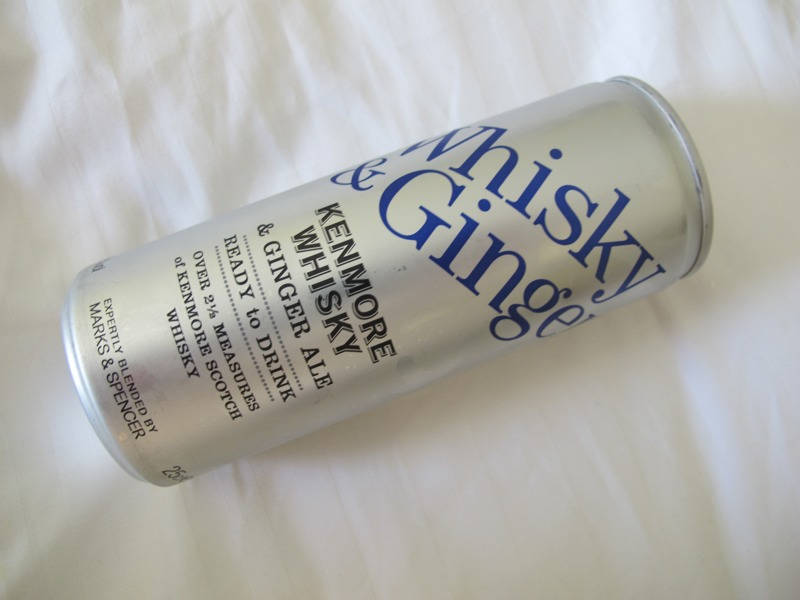 Whisky
& Ginger
KENMORE
WHISKY
& GINGER ALE
READY to DRINK
OVER 2½ MEASURES
of KENMORE SCOTCH
WHISKY
EXPERTLY BLENDED BY
MARKS & SPENCER